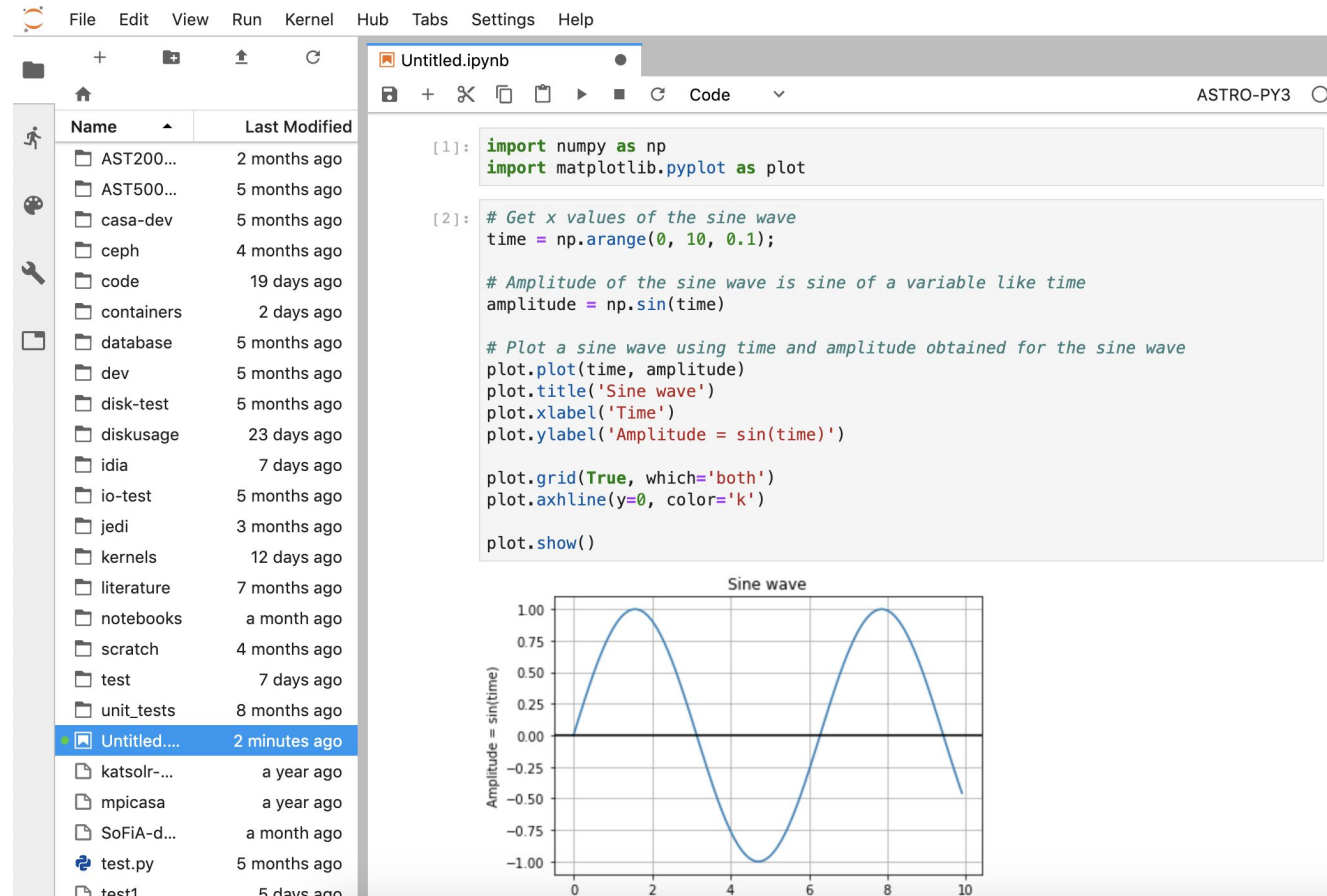 File Edit View Run Kernel Hub Tabs Settings Help
Untitled.ipynb
Code
ASTRO-PY3
Name Last Modified
AST200... 2 months ago
AST500... 5 months ago
casa-dev 5 months ago
ceph 4 months ago
code 19 days ago
containers 2 days ago
database 5 months ago
dev 5 months ago
disk-test 5 months ago
diskusage 23 days ago
idia 7 days ago
io-test 5 months ago
jedi 3 months ago
kernels 12 days ago
literature 7 months ago
notebooks a month ago
scratch 4 months ago
test 7 days ago
unit_tests 8 months ago
Untitled.... 2 minutes ago
katsolr-... a year ago
mpicasa a year ago
SoFiA-d... a month ago
test.py 5 months ago
test1 5 days ago
[1]: import numpy as np
import matplotlib.pyplot as plot
[2]: # Get x values of the sine wave
time = np.arange(0, 10, 0.1);
# Amplitude of the sine wave is sine of a variable like time
amplitude = np.sin(time)
# Plot a sine wave using time and amplitude obtained for the sine wave
plot.plot(time, amplitude)
plot.title('Sine wave')
plot.xlabel('Time')
plot.ylabel('Amplitude = sin(time)')
plot.grid(True, which='both')
plot.axhline(y=0, color='k')
plot.show()
Sine wave
Amplitude = sin(time)
1.00
0.75
0.50
0.25
0.00
−0.25
−0.50
−0.75
−1.00
0 2 4 6 8 10